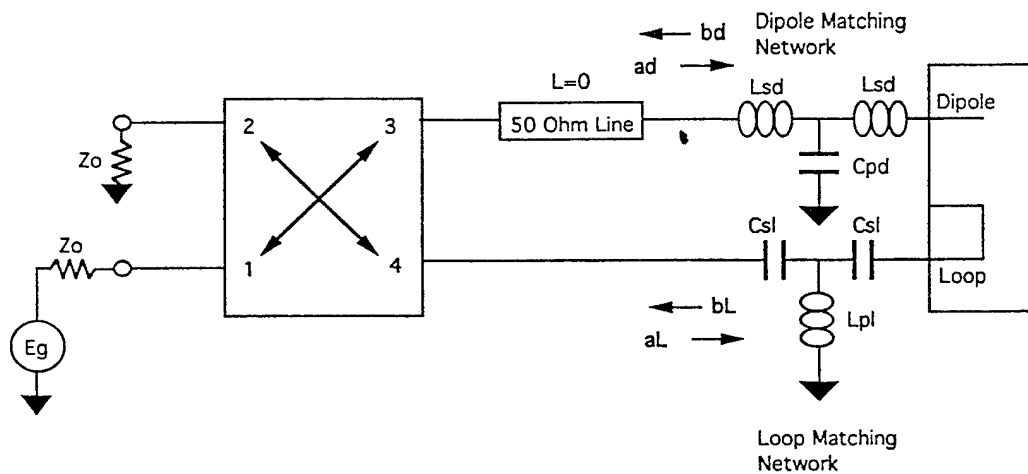 bd
Dipole Matching
Network
ad
L=0
Lsd
Lsd
Dipole
50 Ohm Line
2
3
Zo
Cpd
Csl
Csl
Zo
1
4
Loop
bL
aL
Lpl
Eg
Loop Matching
Network